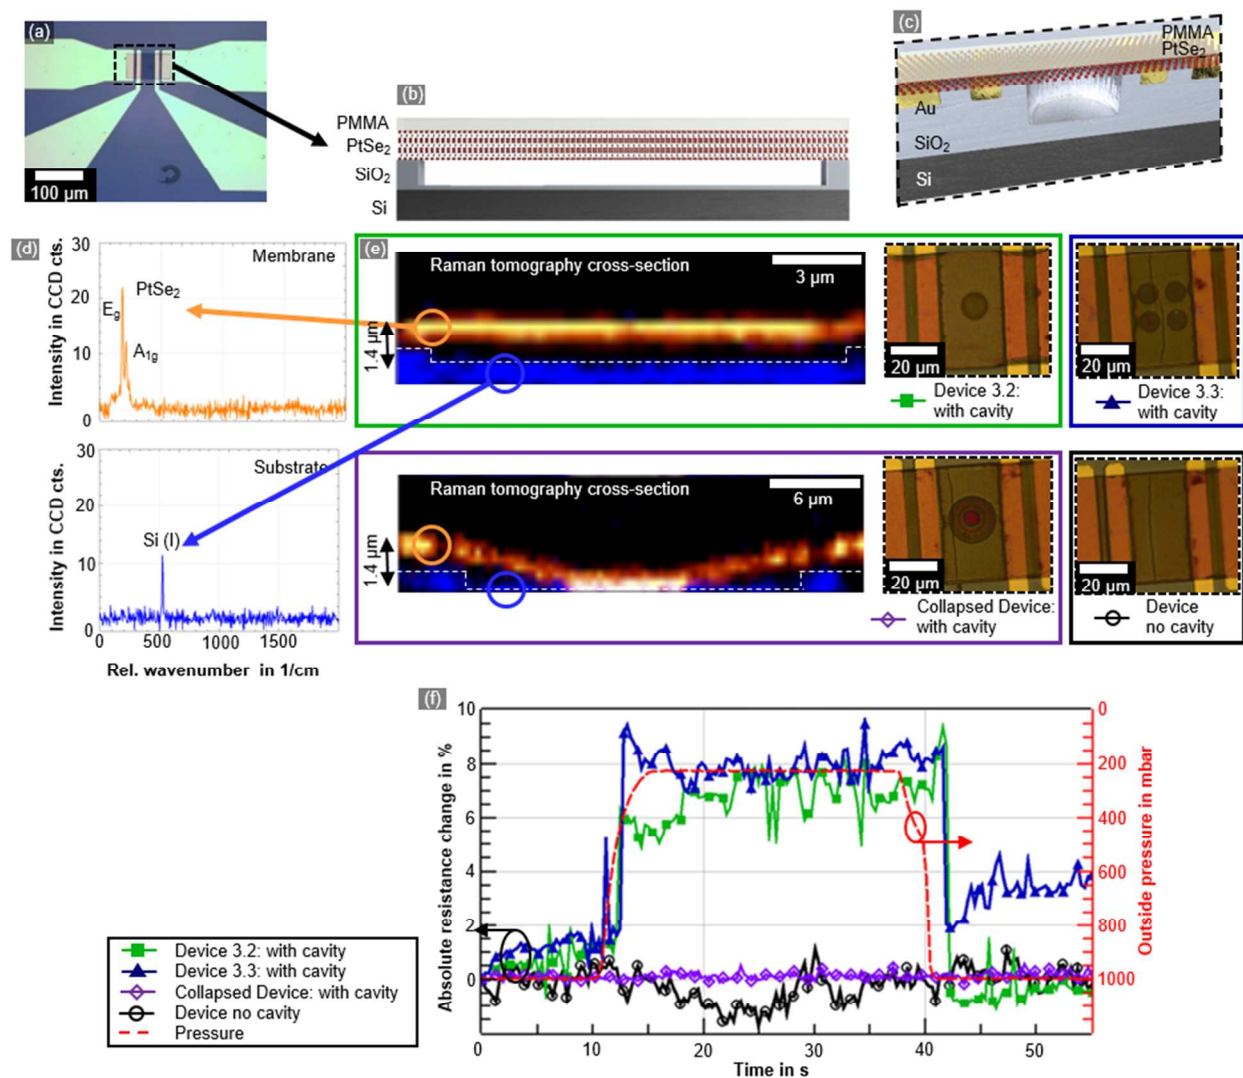 (a)
100 µm
(b)
PMMA
PtSe2
SiO2
Si
(c)
PMMA
PtSe2
Au
SiO2
Si
(d)
Intensity in CCD cts.
30
20
10
0
Membrane
PtSe2
Eg
A1g
Intensity in CCD cts.
30
20
10
0
Substrate
Si (I)
0 500 1000 1500
Rel. wavenumber in 1/cm
(e)
Raman tomography cross-section
3 µm
1.4 µm
20 µm
Device 3.2:
with cavity
20 µm
Device 3.3:
with cavity
Raman tomography cross-section
6 µm
1.4 µm
20 µm
Collapsed Device:
with cavity
20 µm
Device
no cavity
(f)
Absolute resistance change in %
10
8
6
4
2
0
0
200
400
600
800
1000
Outside pressure in mbar
0 10 20 30 40 50
Time in s
Device 3.2: with cavity
Device 3.3: with cavity
Collapsed Device: with cavity
Device no cavity
Pressure